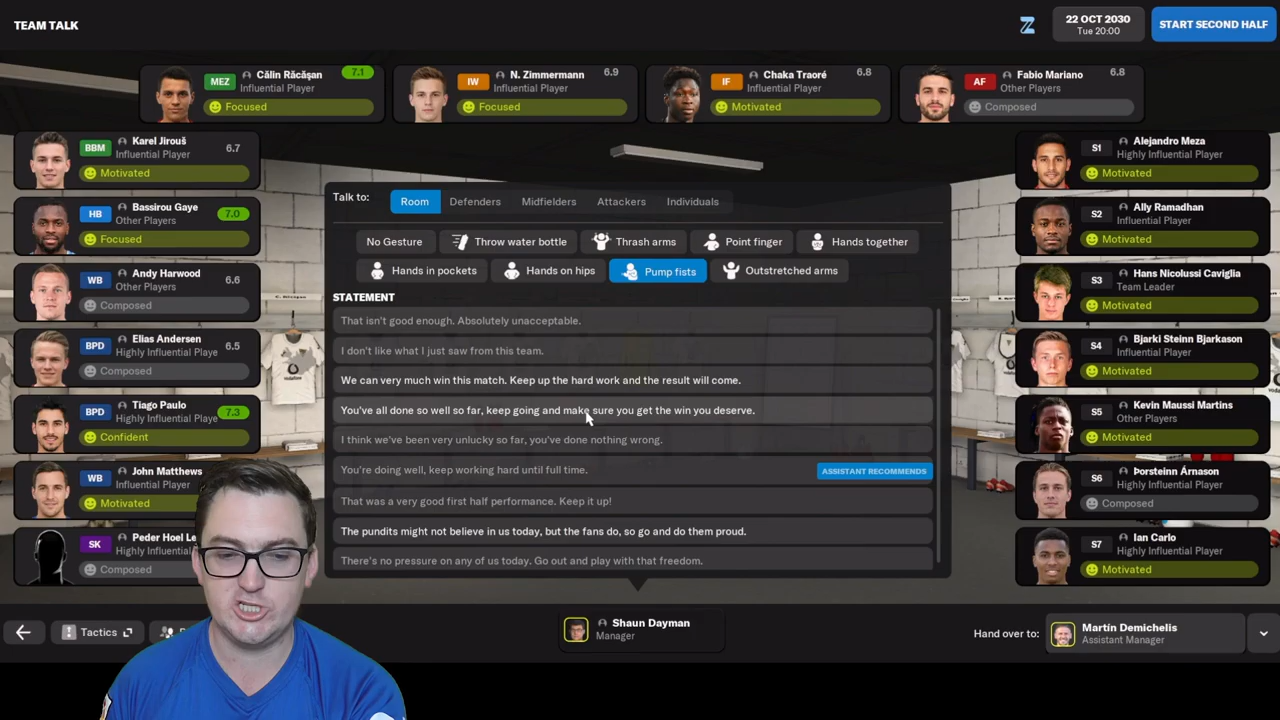 TEAM TALK
22 OCT 2030
Tue 20:00
START SECOND HALF
MEZ
Călin Răcășan
7.1
Influential Player
Focused
IW
N. Zimmermann
6.9
Influential Player
Focused
IF
Chaka Traoré
6.8
Influential Player
Motivated
AF
Fabio Mariano
6.8
Other Players
Composed
BBM
Karel Jirouš
6.7
Influential Player
Motivated
HB
Bassirou Gaye
7.0
Other Players
Focused
WB
Andy Harwood
6.6
Other Players
Composed
BPD
Elias Andersen
6.5
Highly Influential Playe
Composed
BPD
Tiago Paulo
7.3
Highly Influential Playe
Confident
WB
John Matthews
Influential Player
Motivated
SK
Peder Hoel Le
Highly Influential
Composed
Talk to:
Room
Defenders
Midfielders
Attackers
Individuals
No Gesture
Throw water bottle
Thrash arms
Point finger
Hands together
Hands in pockets
Hands on hips
Pump fists
Outstretched arms
STATEMENT
That isn't good enough. Absolutely unacceptable.
I don't like what I just saw from this team.
We can very much win this match. Keep up the hard work and the result will come.
You've all done so well so far, keep going and make sure you get the win you deserve.
I think we've been very unlucky so far, you've done nothing wrong.
You're doing well, keep working hard until full time.
ASSISTANT RECOMMENDS
That was a very good first half performance. Keep it up!
The pundits might not believe in us today, but the fans do, so go and do them proud.
There's no pressure on any of us today. Go out and play with that freedom.
S1
Alejandro Meza
Highly Influential Player
Motivated
S2
Ally Ramadhan
Influential Player
Motivated
S3
Hans Nicolussi Caviglia
Team Leader
Motivated
S4
Bjarki Steinn Bjarkason
Influential Player
Motivated
S5
Kevin Maussi Martins
Other Players
Motivated
S6
Þorsteinn Árnason
Highly Influential Player
Composed
S7
Ian Carlo
Highly Influential Player
Motivated
Tactics
Shaun Dayman
Manager
Hand over to:
Martín Demichelis
Assistant Manager